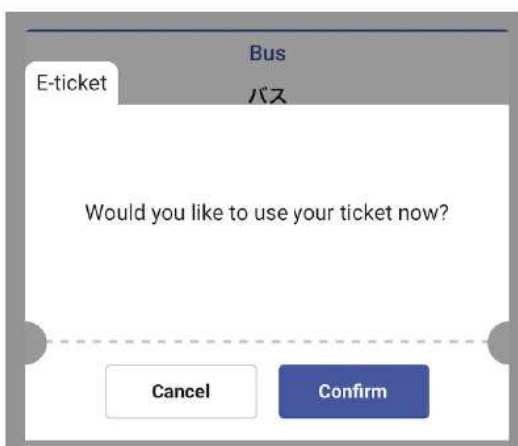 Bus
E-ticket
バス
Would you like to use your ticket now?
Cancel
Confirm